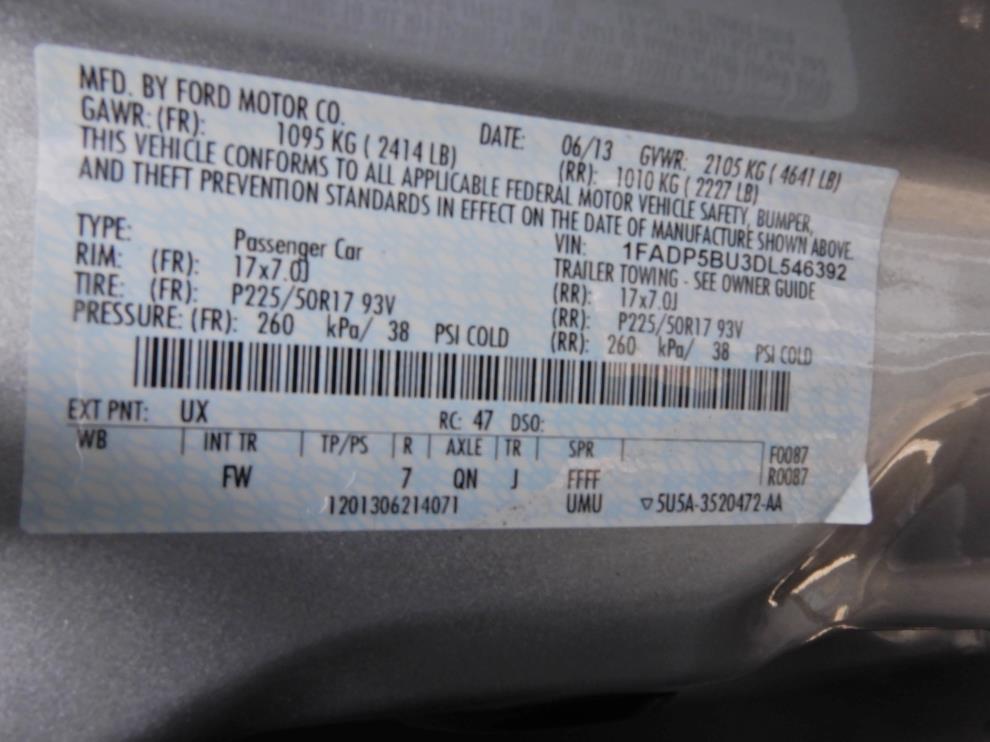 MFD. BY FORD MOTOR CO.
DATE: 06/13 GVWR: 2105 KG ( 4641 LB)
GAWR: (FR): 1095 KG ( 2414 LB) (RR): 1010 KG ( 2227 LB)
THIS VEHICLE CONFORMS TO ALL APPLICABLE FEDERAL MOTOR VEHICLE SAFETY, BUMPER,
AND THEFT PREVENTION STANDARDS IN EFFECT ON THE DATE OF MANUFACTURE SHOWN ABOVE.
VIN: 1FADP5BU3DL546392
TYPE: Passenger Car TRAILER TOWING - SEE OWNER GUIDE
RIM: (FR): 17x7.0J (RR): 17x7.0J
TIRE: (FR): P225/50R17 93V (RR): P225/50R17 93V
PRESSURE: (FR): 260 kPa/ 38 PSI COLD (RR): 260 kPa/ 38 PSI COLD
EXT PNT: UX RC: 47 DSO:
WB | INT TR | TP/PS | R | AXLE | TR | SPR F0087
FW 7 QN J FFFF R0087
1201306214071 UMU ▽5U5A-3520472-AA